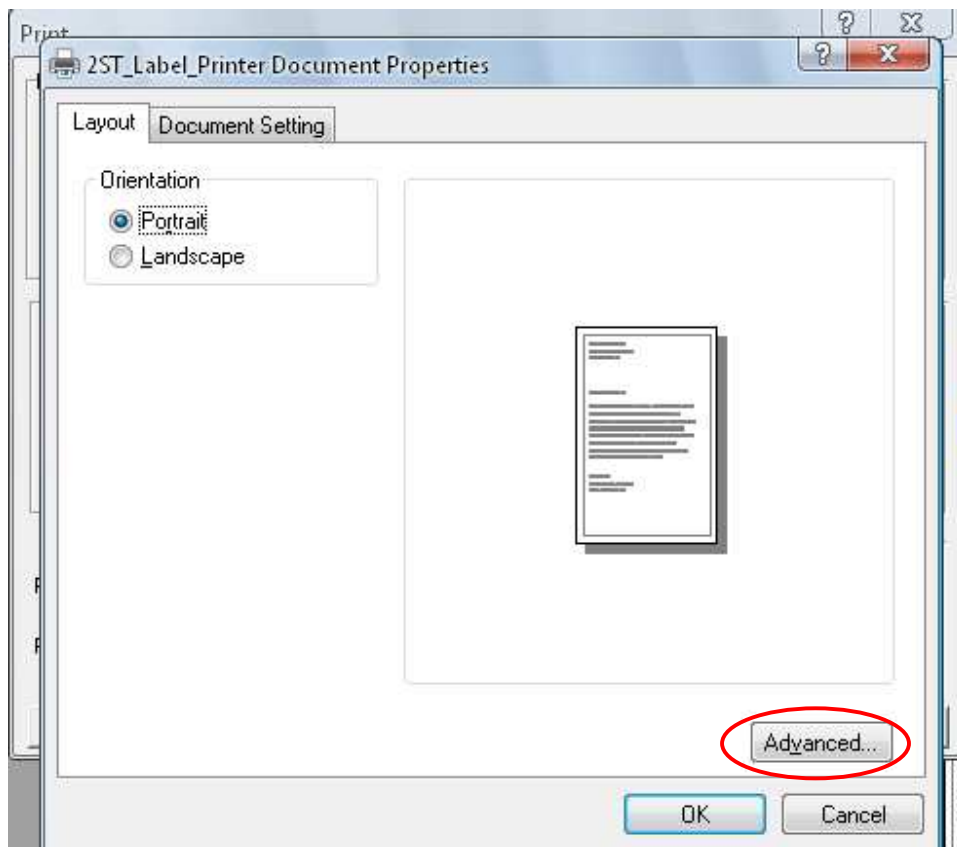 Print
2ST_Label_Printer Document Properties
Layout Document Setting
Orientation
Portrait
Landscape
Advanced...
OK Cancel